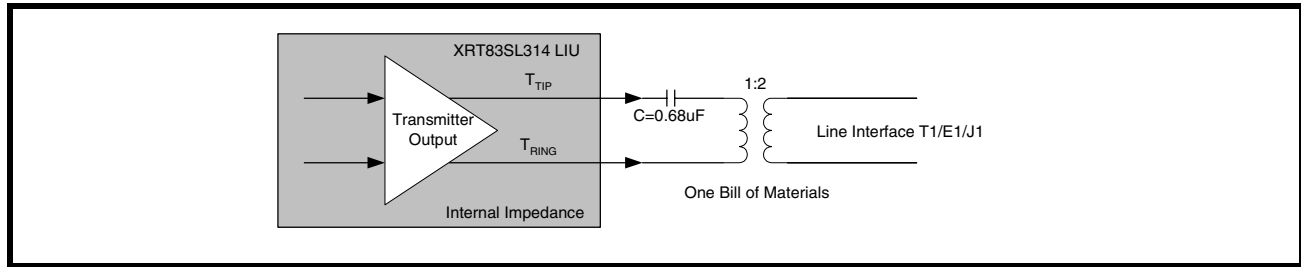 XRT83SL314 LIU
TTIP
1:2
C=0.68uF
Transmitter
Output
Line Interface T1/E1/J1
TRING
One Bill of Materials
Internal Impedance